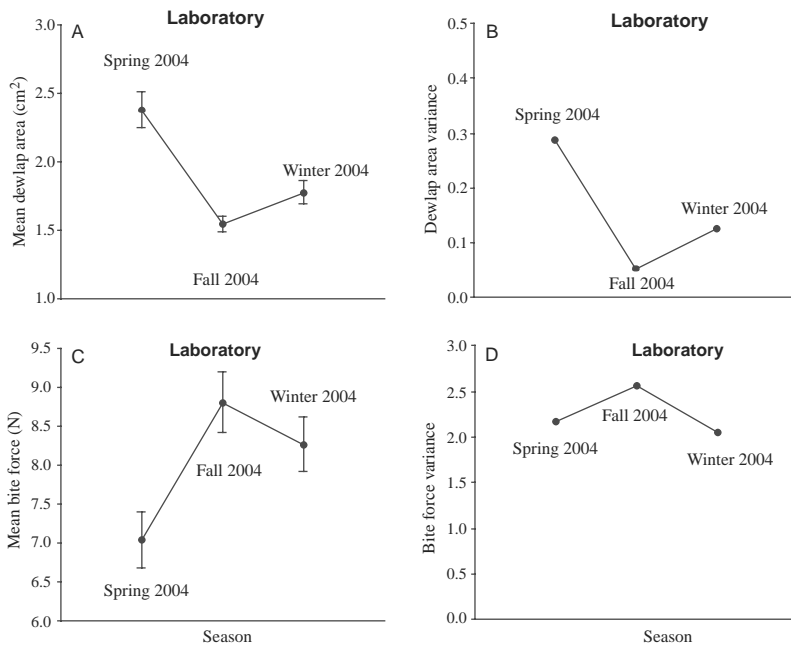 A
Laboratory
Mean dewlap area (cm²)
3.0
2.5
2.0
1.5
1.0
Spring 2004
Winter 2004
Fall 2004
B
Laboratory
Dewlap area variance
0.5
0.4
0.3
0.2
0.1
0.0
Spring 2004
Winter 2004
Fall 2004
C
Laboratory
Mean bite force (N)
9.5
9.0
8.5
8.0
7.5
7.0
6.5
6.0
Winter 2004
Fall 2004
Spring 2004
Season
D
Laboratory
Bite force variance
3.0
2.5
2.0
1.5
1.0
0.5
0.0
Fall 2004
Spring 2004
Winter 2004
Season